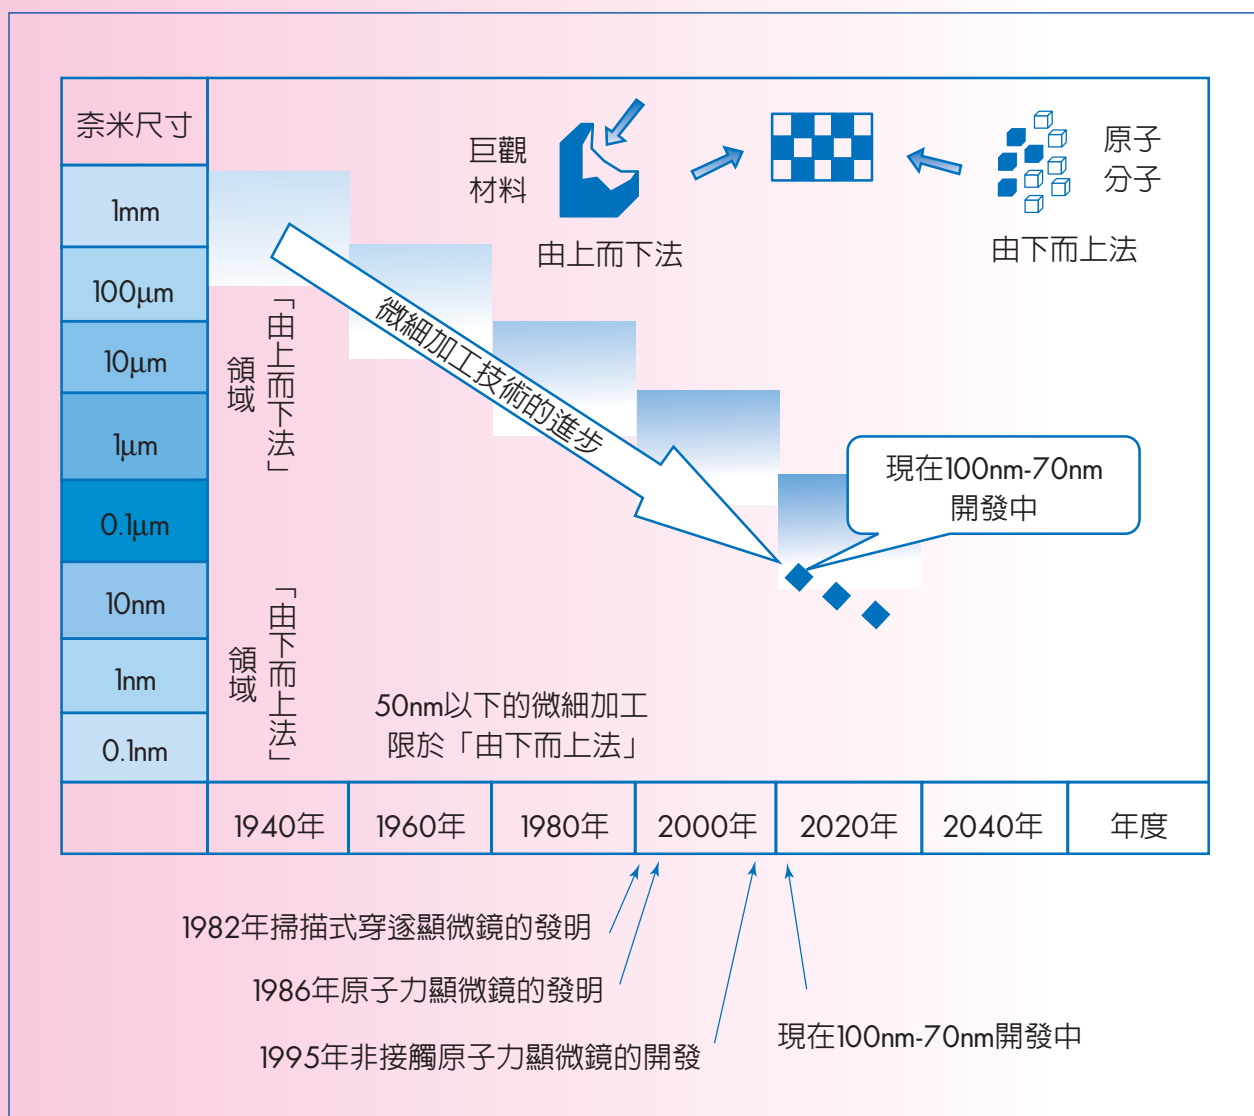 奈米尺寸
1mm
100μm
10μm
1μm
0.1μm
10nm
1nm
0.1nm
巨觀
材料
由上而下法
原子
分子
由下而上法
微細加工技術的進步
現在100nm-70nm
開發中
「由上而下法」
領域
「由下而上法」
領域
50nm以下的微細加工
限於「由下而上法」
1940年
1960年
1980年
2000年
2020年
2040年
年度
1982年掃描式穿遂顯微鏡的發明
1986年原子力顯微鏡的發明
1995年非接觸原子力顯微鏡的開發
現在100nm-70nm開發中